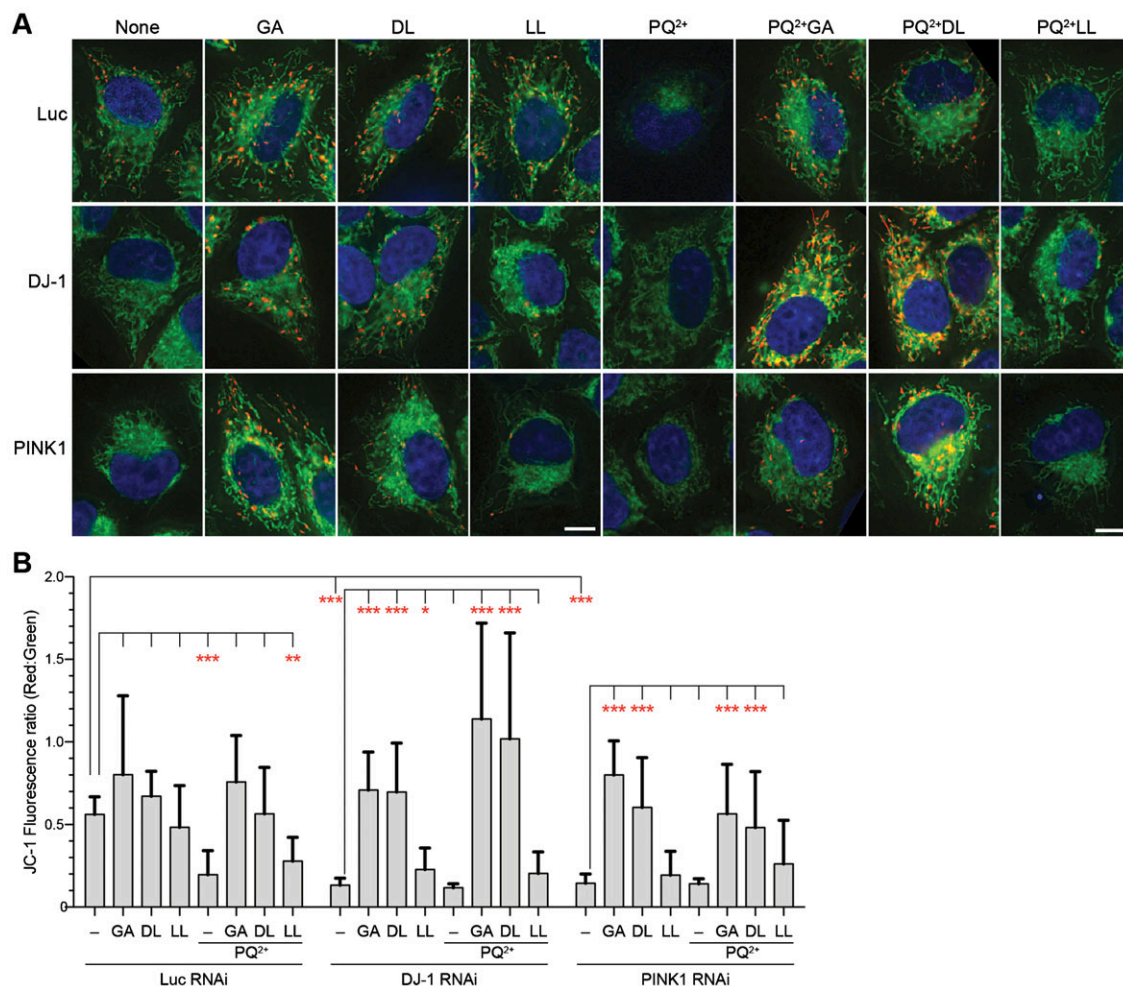 A
None GA DL LL PQ²⁺ PQ²⁺GA PQ²⁺DL PQ²⁺LL
Luc
DJ-1
PINK1
B
JC-1 Fluorescence ratio (Red:Green)
2.0
*** ***
*** *** * *** ***
1.5
*** **
*** *** *** ***
1.0
0.5
0
– GA DL LL – GA DL LL – GA DL LL – GA DL LL – GA DL LL – GA DL LL
PQ²⁺ PQ²⁺ PQ²⁺
Luc RNAi DJ-1 RNAi PINK1 RNAi